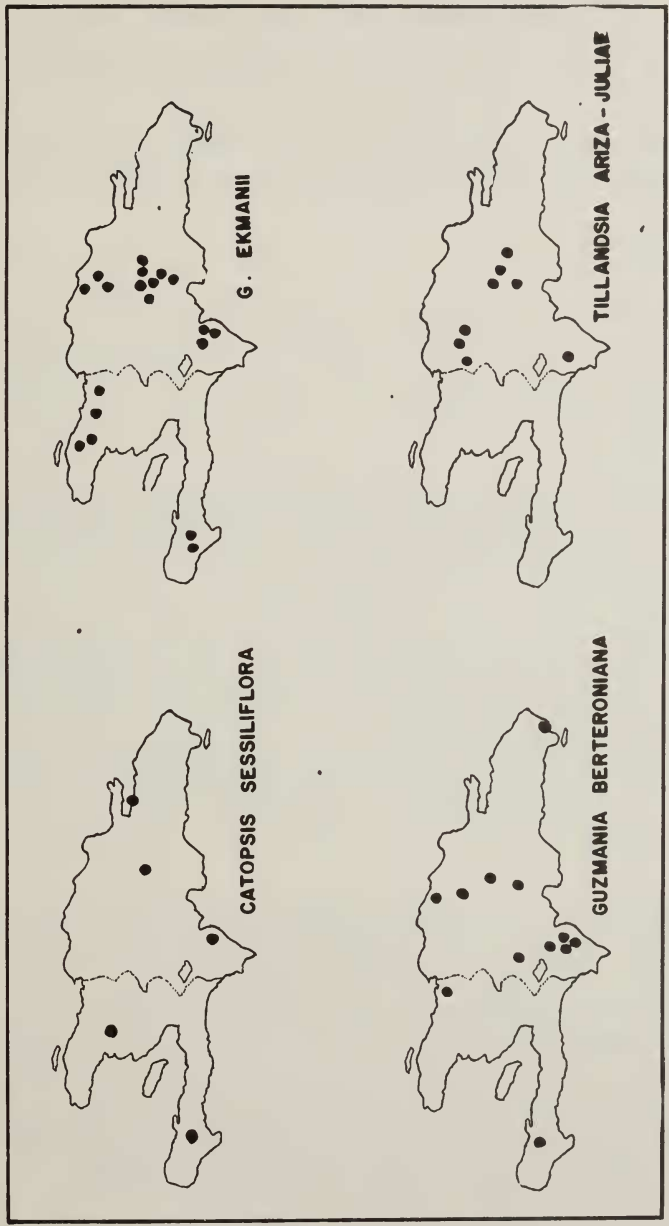 CATOPSIS SESSILIFLORA
G. EKMANII
GUZMANIA BERTERONIANA
TILLANDSIA ARIZA-JULIAE